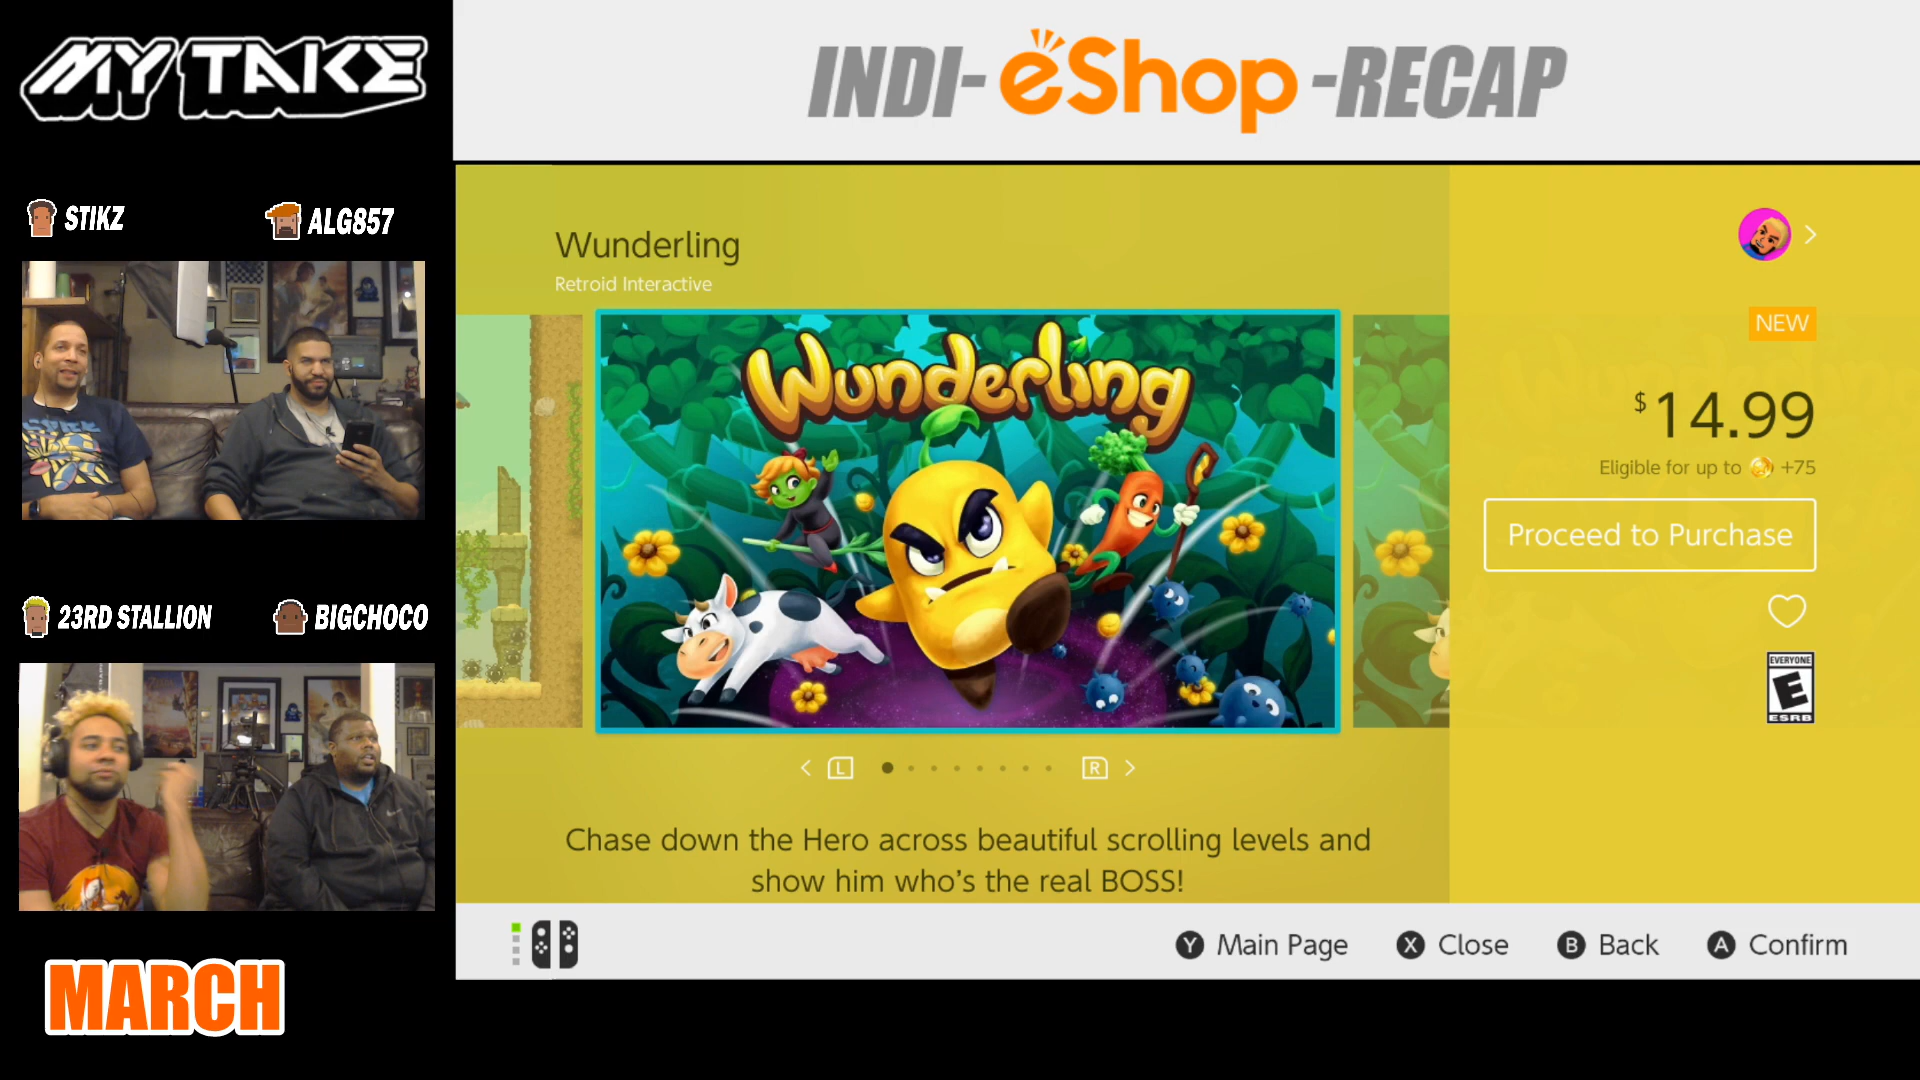 MY TAKE
INDI-eShop-RECAP
STIKZ
ALG857
23RD STALLION
BIGCHOCO
MARCH
Wunderling
Retroid Interactive
Wunderling
L
R
Chase down the Hero across beautiful scrolling levels and
show him who's the real BOSS!
NEW
$14.99
Eligible for up to +75
Proceed to Purchase
EVERYONE
E
ESRB
Y Main Page
X Close
B Back
A Confirm